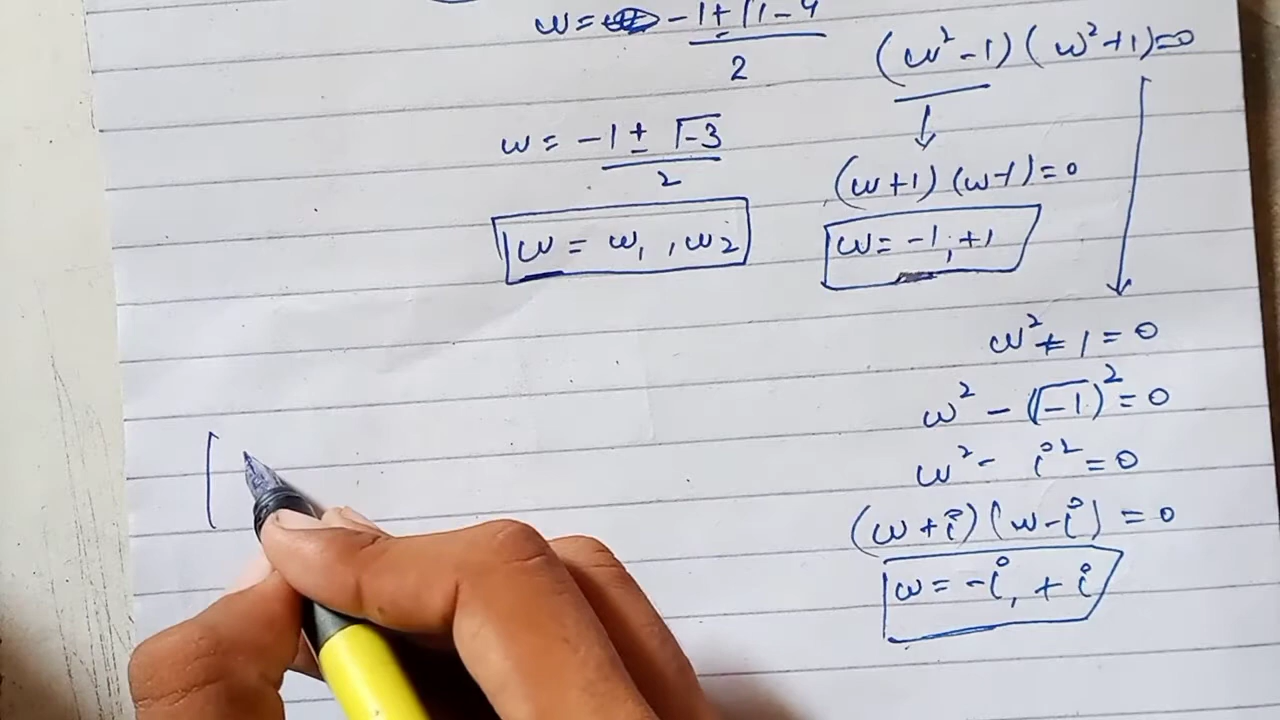 ω = -1 ± √1-4 / 2
ω = -1 ± √-3 / 2
ω = ω₁, ω₂
(ω² - 1) (ω² + 1) = 0
(ω + 1) (ω - 1) = 0
ω = -1, +1
ω² + 1 = 0
ω² - (√-1)² = 0
ω² - i² = 0
(ω + i) (ω - i) = 0
ω = -i, + i